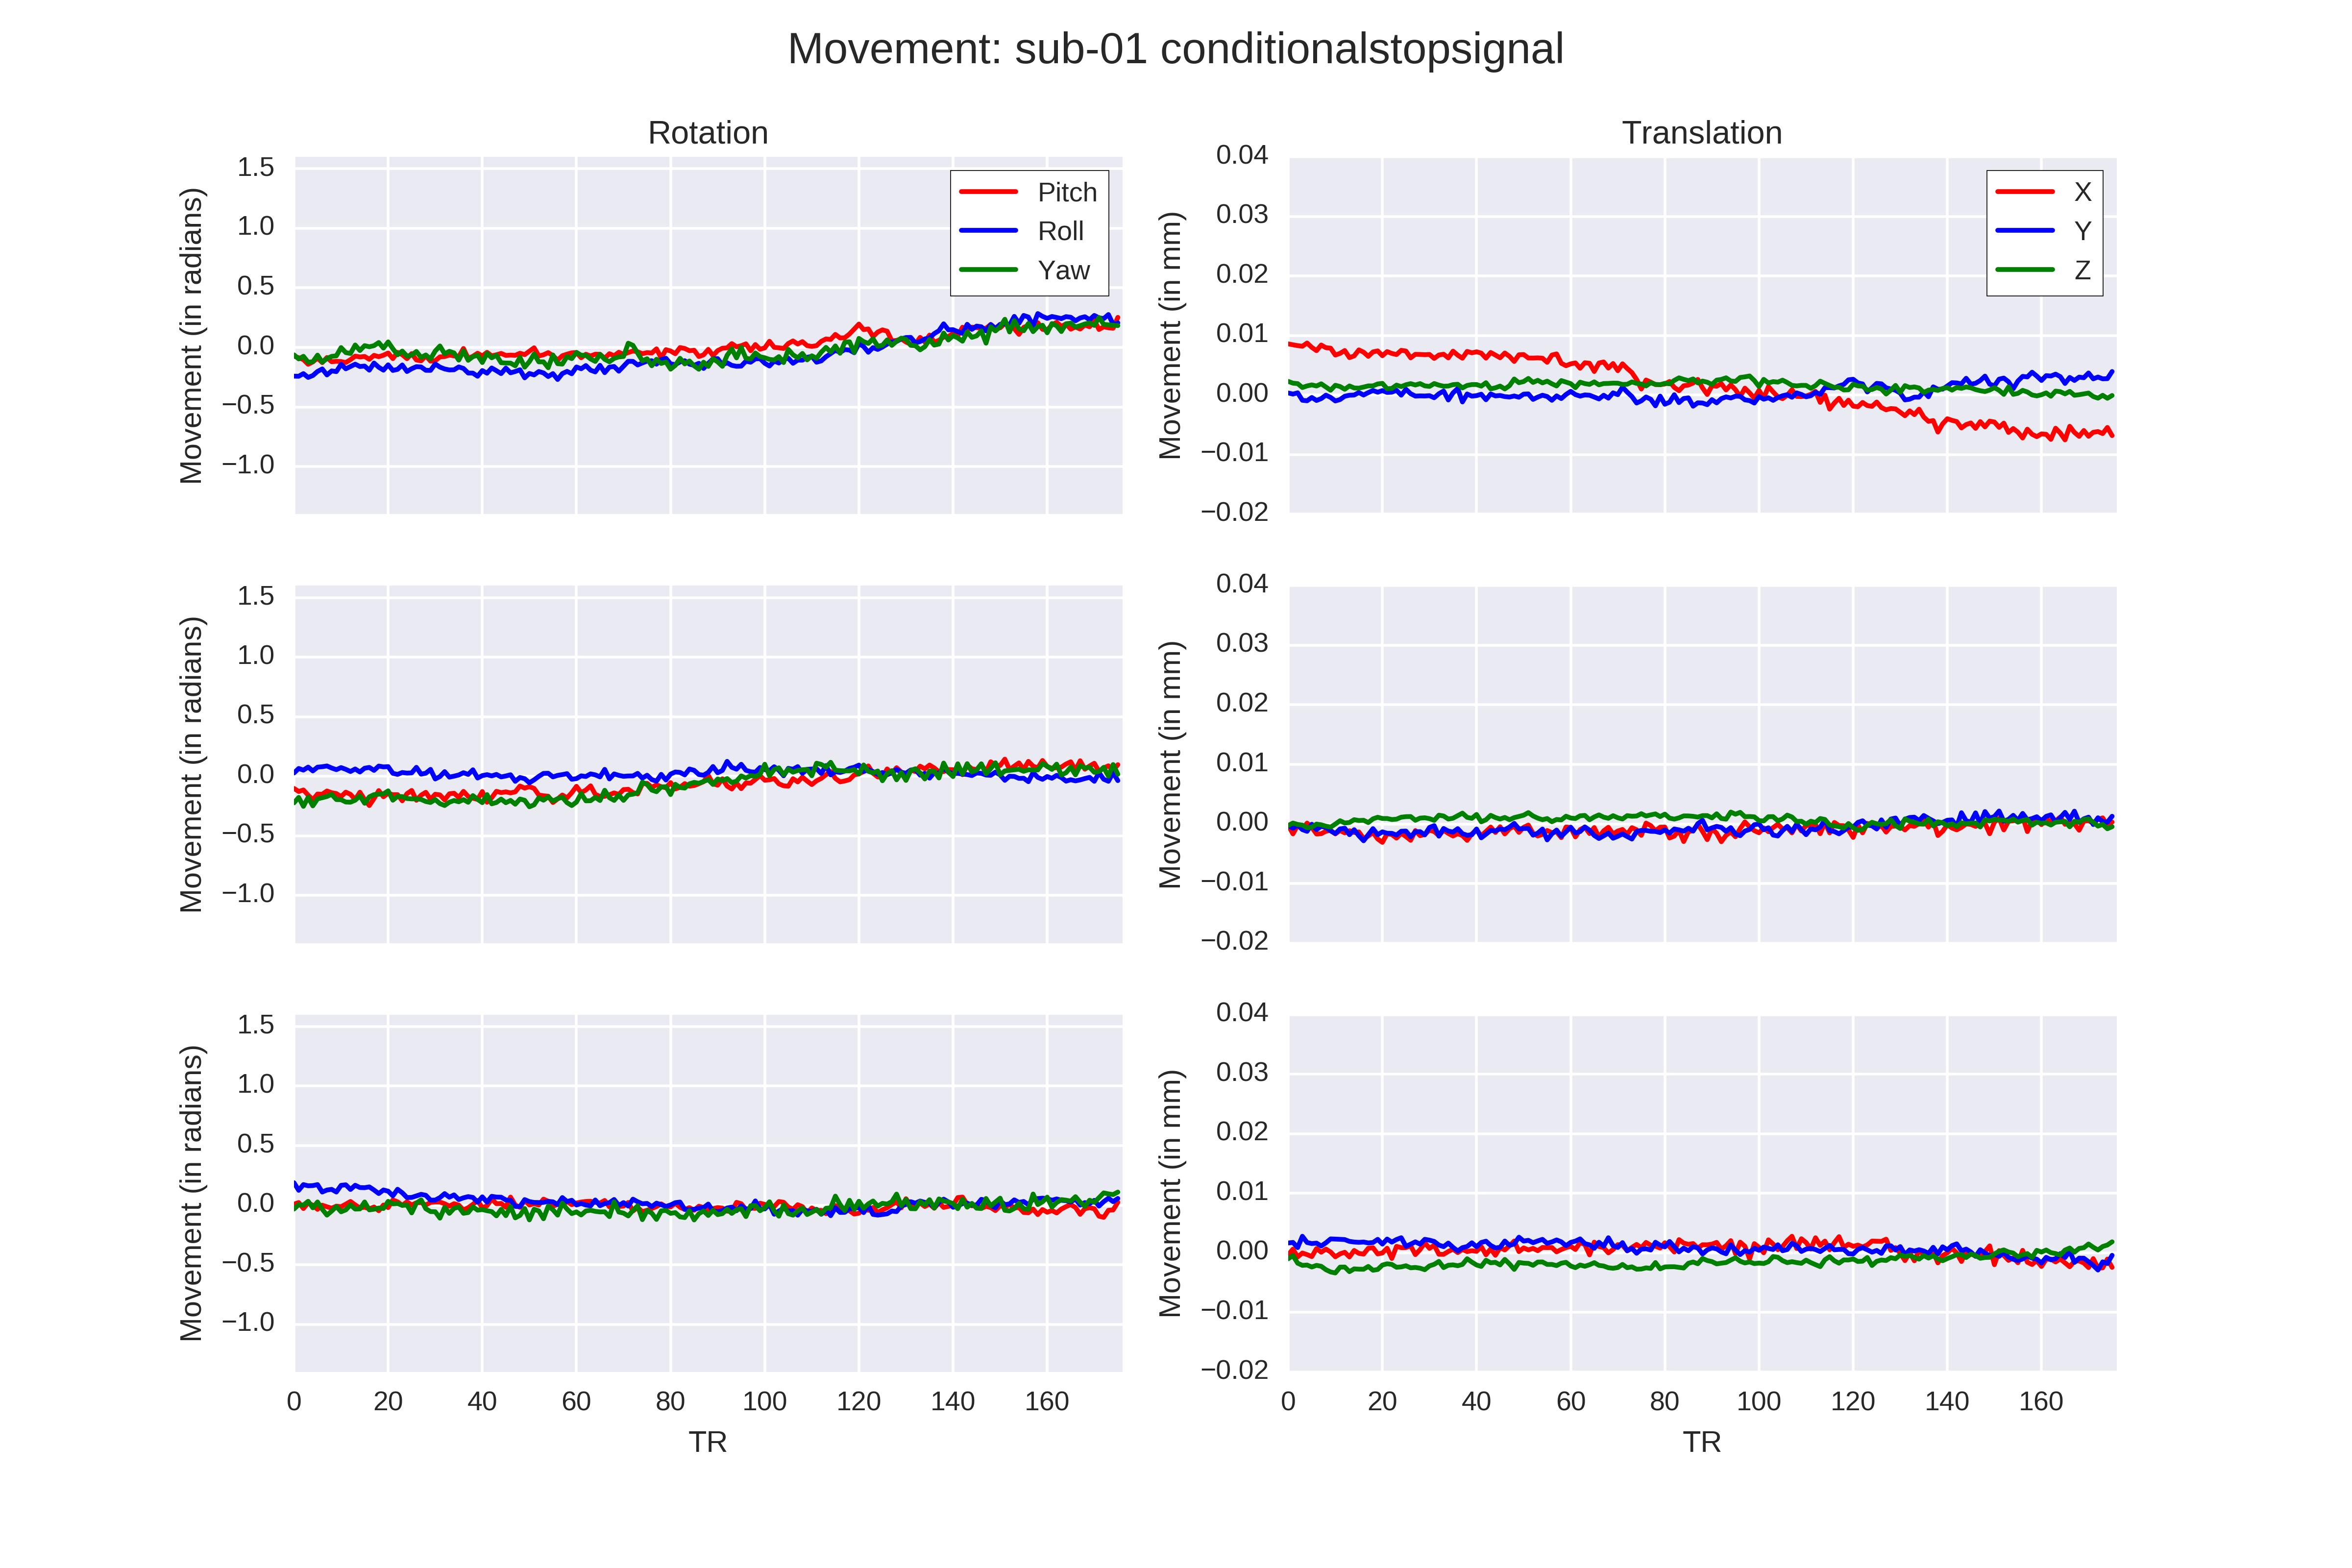 Movement: sub-01 conditionalstopsignal
Rotation
Translation
Movement (in radians)
1.5
1.0
0.5
0.0
−0.5
−1.0
Pitch
Roll
Yaw
Movement (in mm)
0.04
0.03
0.02
0.01
0.00
−0.01
−0.02
X
Y
Z
Movement (in radians)
1.5
1.0
0.5
0.0
−0.5
−1.0
Movement (in mm)
0.04
0.03
0.02
0.01
0.00
−0.01
−0.02
Movement (in radians)
1.5
1.0
0.5
0.0
−0.5
−1.0
0 20 40 60 80 100 120 140 160
TR
Movement (in mm)
0.04
0.03
0.02
0.01
0.00
−0.01
−0.02
0 20 40 60 80 100 120 140 160
TR